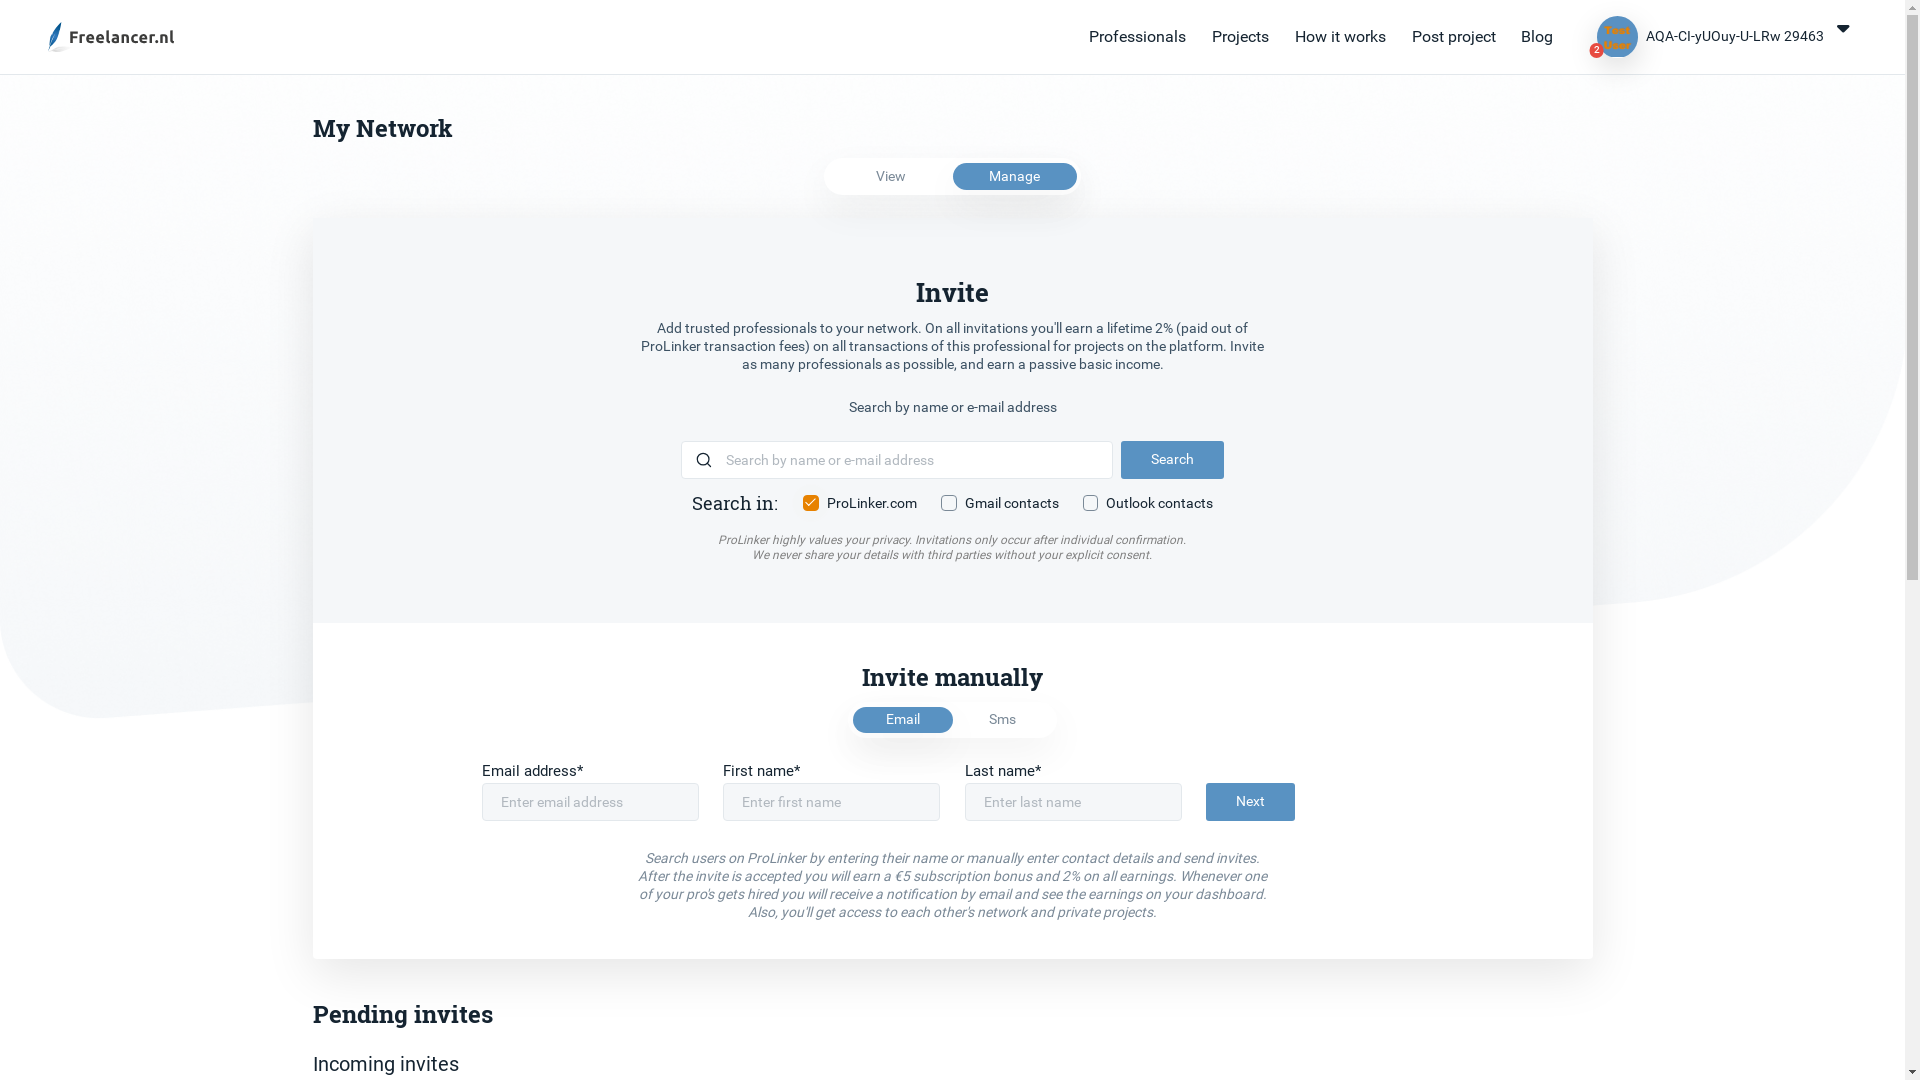 Freelancer.nl
Professionals
Projects
How it works
Post project
Blog
Test
User
2
AQA-CI-yUOuy-U-LRw 29463
My Network
View
Manage
Invite
Add trusted professionals to your network. On all invitations you'll earn a lifetime 2% (paid out of
ProLinker transaction fees) on all transactions of this professional for projects on the platform. Invite
as many professionals as possible, and earn a passive basic income.
Search by name or e-mail address
Search by name or e-mail address
Search
Search in:
ProLinker.com
Gmail contacts
Outlook contacts
ProLinker highly values your privacy. Invitations only occur after individual confirmation.
We never share your details with third parties without your explicit consent.
Invite manually
Email
Sms
Email address*
First name*
Last name*
Enter email address
Enter first name
Enter last name
Next
Search users on ProLinker by entering their name or manually enter contact details and send invites.
After the invite is accepted you will earn a €5 subscription bonus and 2% on all earnings. Whenever one
of your pro's gets hired you will receive a notification by email and see the earnings on your dashboard.
Also, you'll get access to each other's network and private projects.
Pending invites
Incoming invites